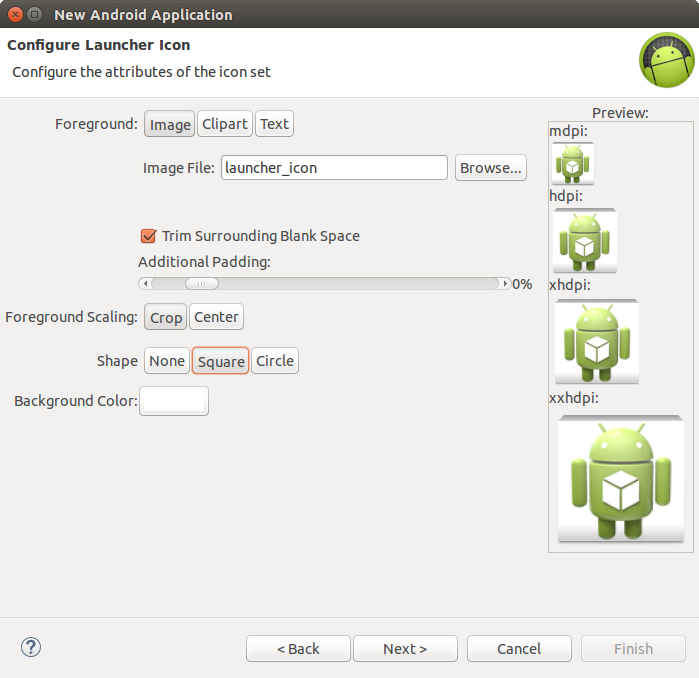 New Android Application
Configure Launcher Icon
Configure the attributes of the icon set
Foreground: Image Clipart Text
Image File: launcher_icon Browse...
Trim Surrounding Blank Space
Additional Padding:
0%
Foreground Scaling: Crop Center
Shape None Square Circle
Background Color:
Preview:
mdpi:
hdpi:
xhdpi:
xxhdpi:
? < Back Next > Cancel Finish